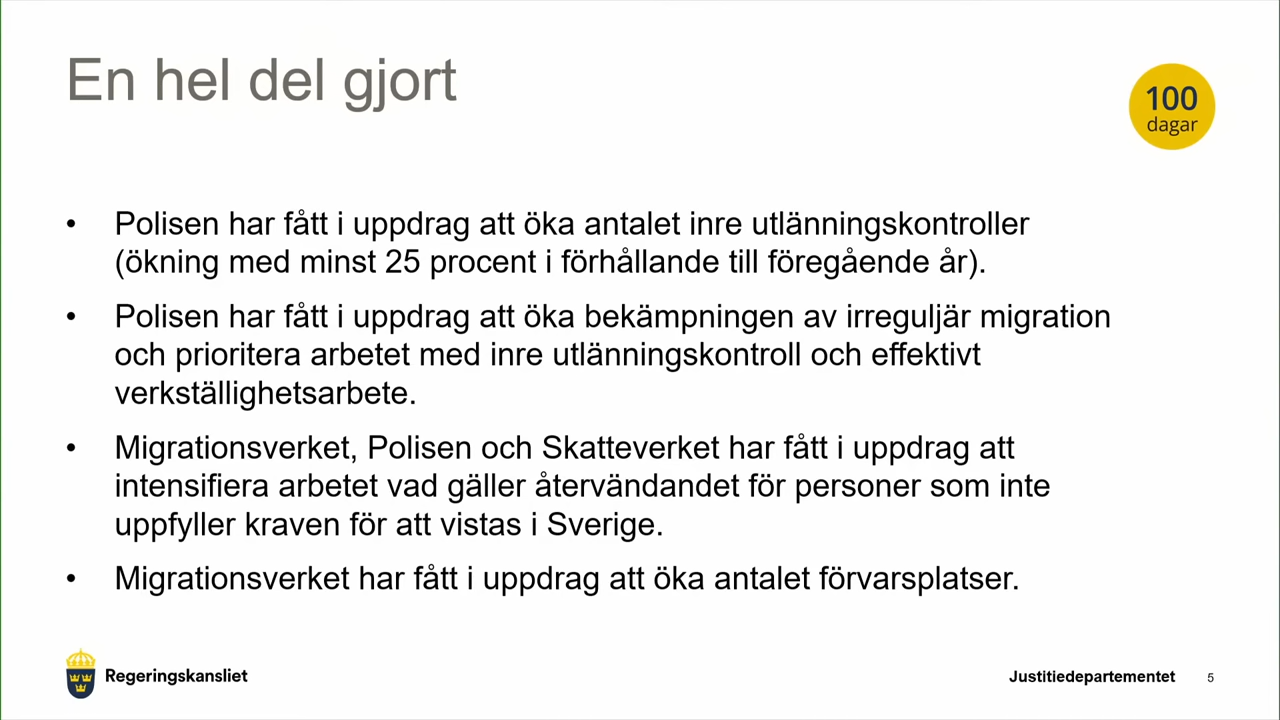 En hel del gjort
100
dagar
• Polisen har fått i uppdrag att öka antalet inre utlänningskontroller
(ökning med minst 25 procent i förhållande till föregående år).
• Polisen har fått i uppdrag att öka bekämpningen av irreguljär migration
och prioritera arbetet med inre utlänningskontroll och effektivt
verkställighetsarbete.
• Migrationsverket, Polisen och Skatteverket har fått i uppdrag att
intensifiera arbetet vad gäller återvändandet för personer som inte
uppfyller kraven för att vistas i Sverige.
• Migrationsverket har fått i uppdrag att öka antalet förvarsplatser.
Regeringskansliet
Justitiedepartementet 5